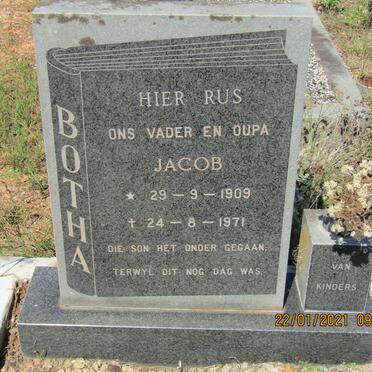 BOTHA
HIER RUS
ONS VADER EN OUPA
JACOB
★ 29-9-1909
† 24-8-1971
DIE SON HET ONDER GEGAAN,
TERWYL DIT NOG DAG WAS.
VAN
KINDERS
22/01/2021 09